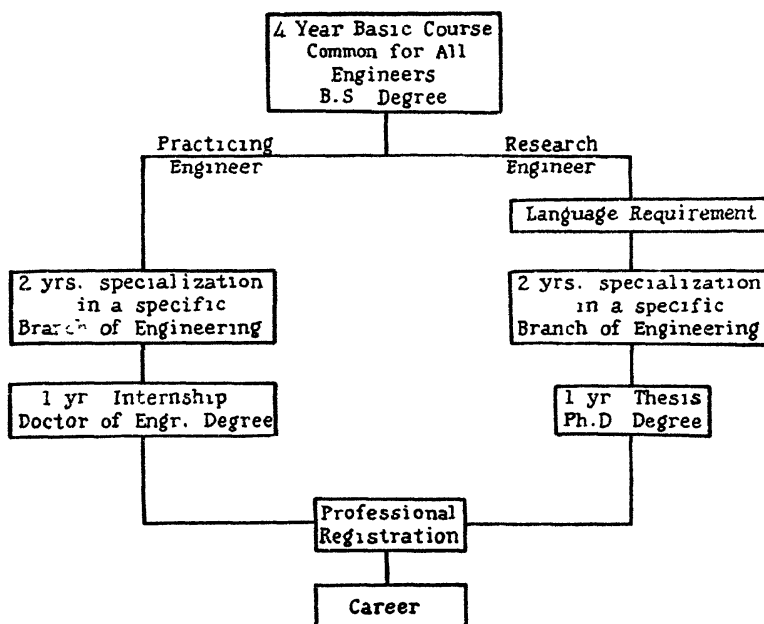 4 Year Basic Course
Common for All
Engineers
B.S Degree
Practicing
Engineer
Research
Engineer
Language Requirement
2 yrs. specialization
in a specific
Branch of Engineering
2 yrs. specialization
in a specific
Branch of Engineering
1 yr Internship
Doctor of Engr. Degree
1 yr Thesis
Ph.D Degree
Professional
Registration
Career